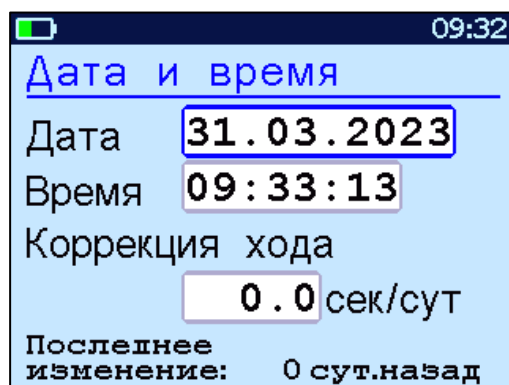 09:32
Дата и время
Дата 31.03.2023
Время 09:33:13
Коррекция хода
0.0 сек/сут
Последнее
изменение: 0 сут.назад